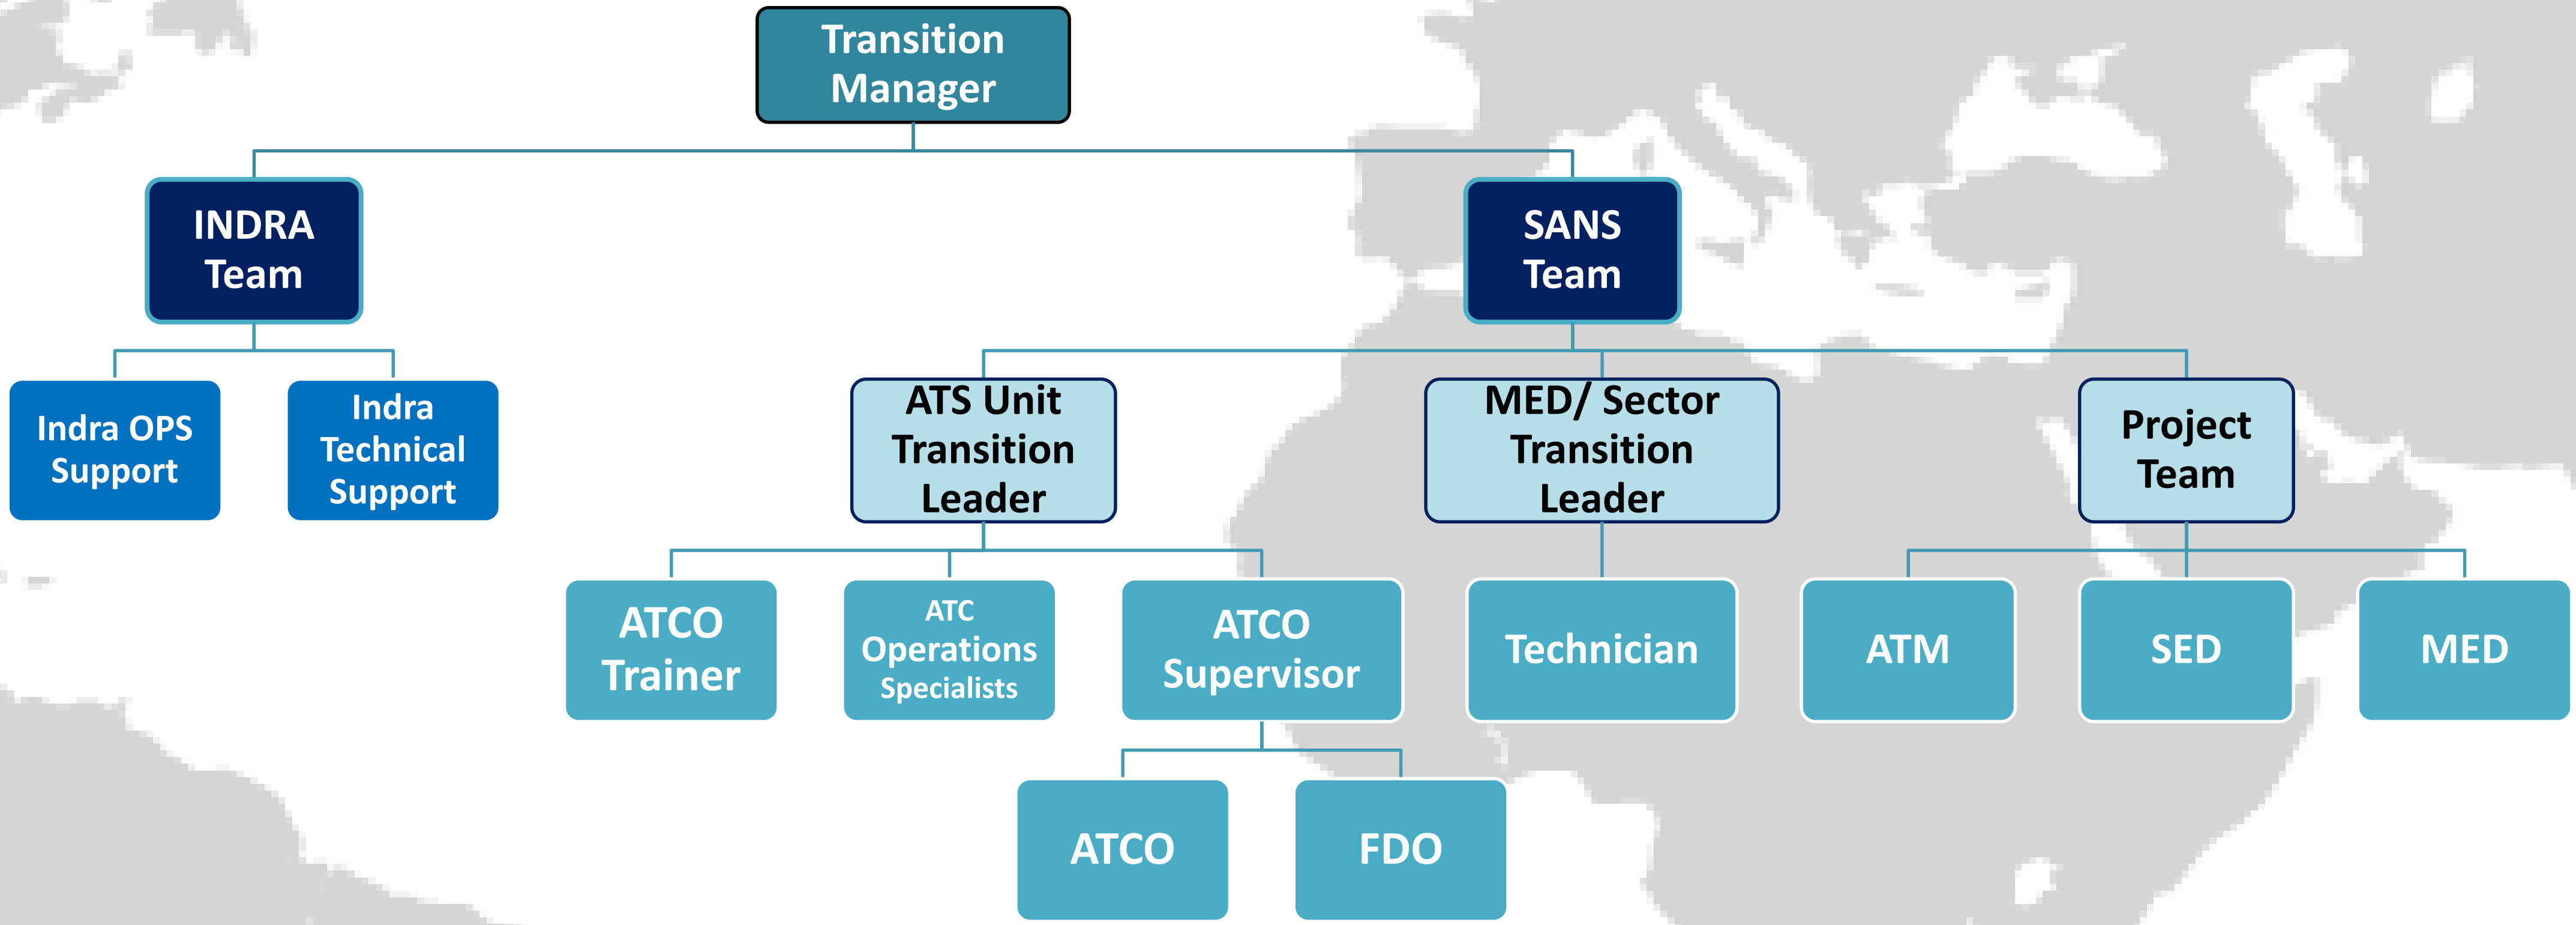 Transition
Manager
INDRA
Team
SANS
Team
Indra OPS
Support
Indra
Technical
Support
ATS Unit
Transition
Leader
MED/ Sector
Transition
Leader
Project
Team
ATCO
Trainer
ATC
Operations
Specialists
ATCO
Supervisor
Technician
ATM
SED
MED
ATCO
FDO